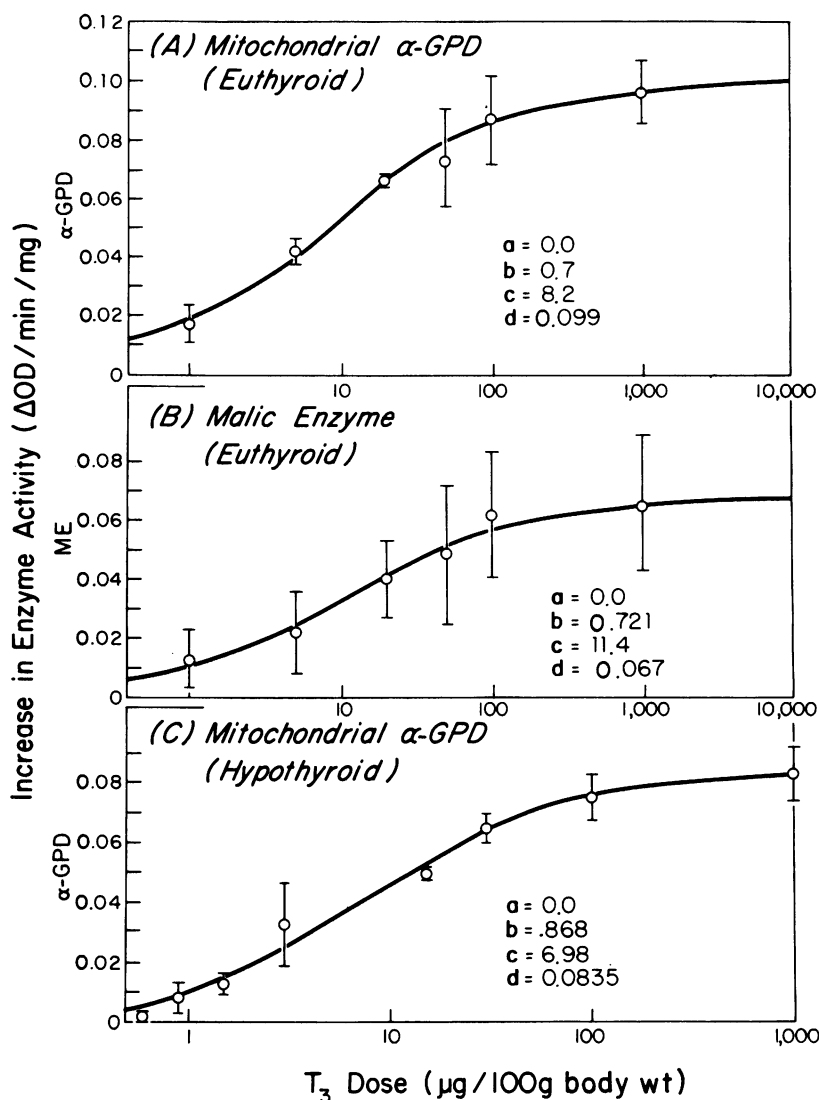 Increase in Enzyme Activity (ΔOD/min/mg)
(A) Mitochondrial α-GPD
(Euthyroid)
α-GPD
0.12
0.10
0.08
0.06
0.04
0.02
0
a = 0.0
b = 0.7
c = 8.2
d = 0.099
1 10 100 1,000 10,000
(B) Malic Enzyme
(Euthyroid)
ME
0.08
0.06
0.04
0.02
0
a = 0.0
b = 0.721
c = 11.4
d = 0.067
1 10 100 1,000 10,000
(C) Mitochondrial α-GPD
(Hypothyroid)
α-GPD
0.08
0.06
0.04
0.02
0
a = 0.0
b = .868
c = 6.98
d = 0.0835
1 10 100 1,000
T₃ Dose (µg/100g body wt)